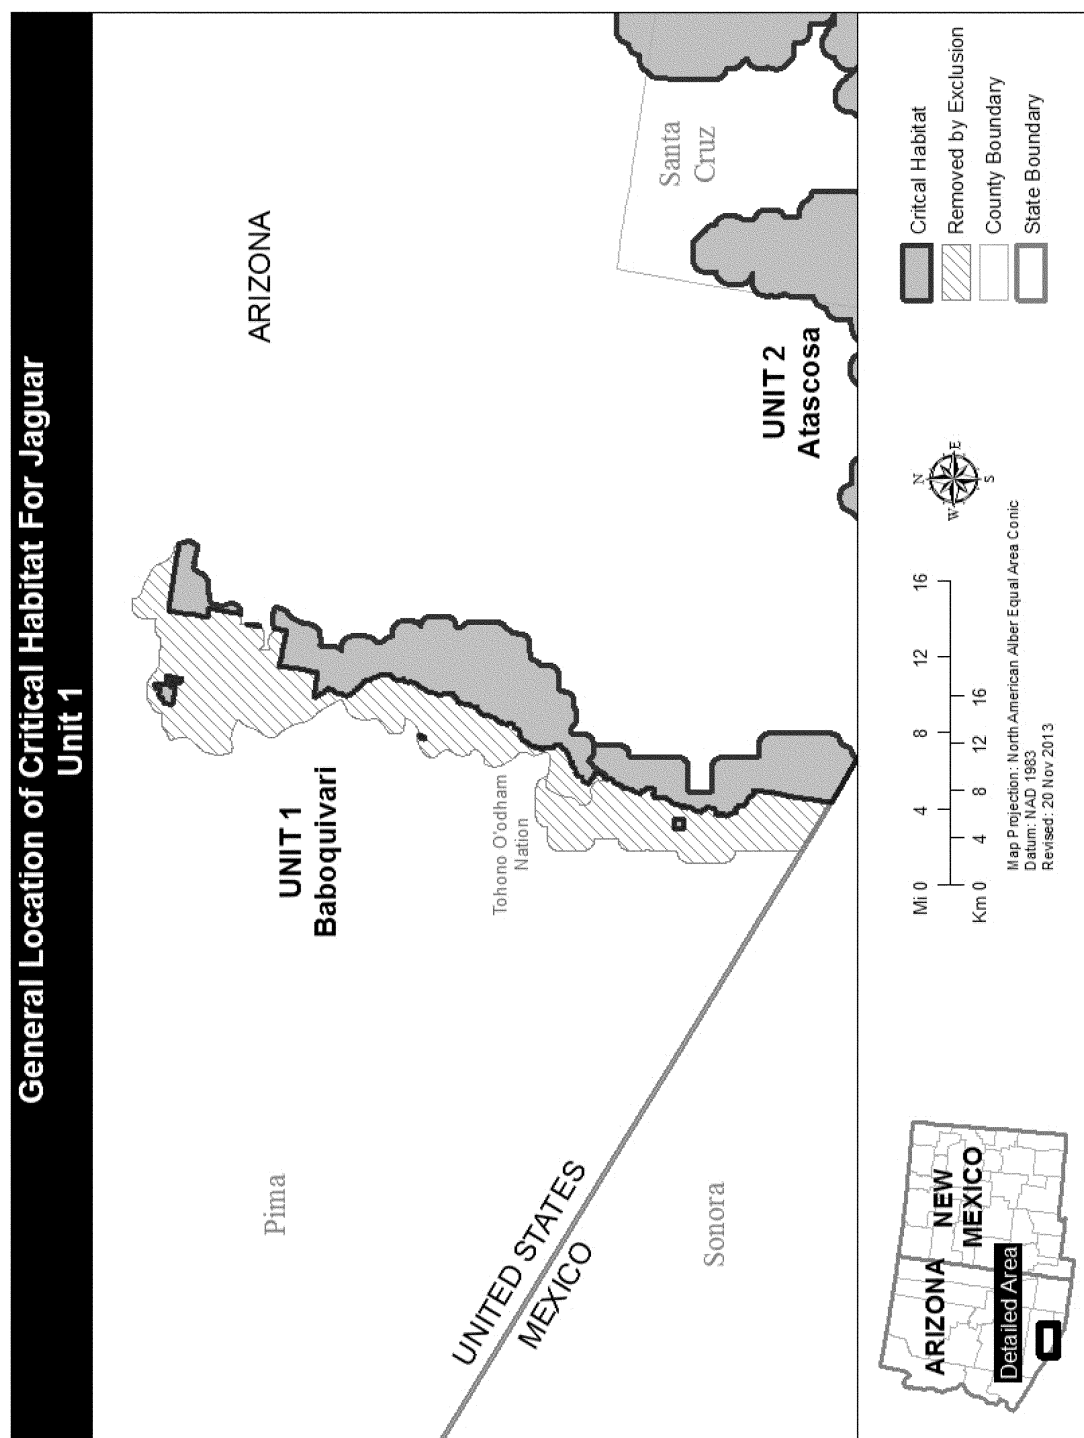 General Location of Critical Habitat For Jaguar
Unit 1
ARIZONA
Pima
UNIT 1
Baboquivari
Tohono O'odham
Nation
Santa
Cruz
UNIT 2
Atascosa
UNITED STATES
MEXICO
Sonora
ARIZONA
NEW
MEXICO
Detailed Area
Mi 0 4 8 12 16
Km 0 4 8 12 16
Map Projection: North American Alber Equal Area Conic
Datum: NAD 1983
Revised: 20 Nov 2013
N
W E
S
Critcal Habitat
Removed by Exclusion
County Boundary
State Boundary